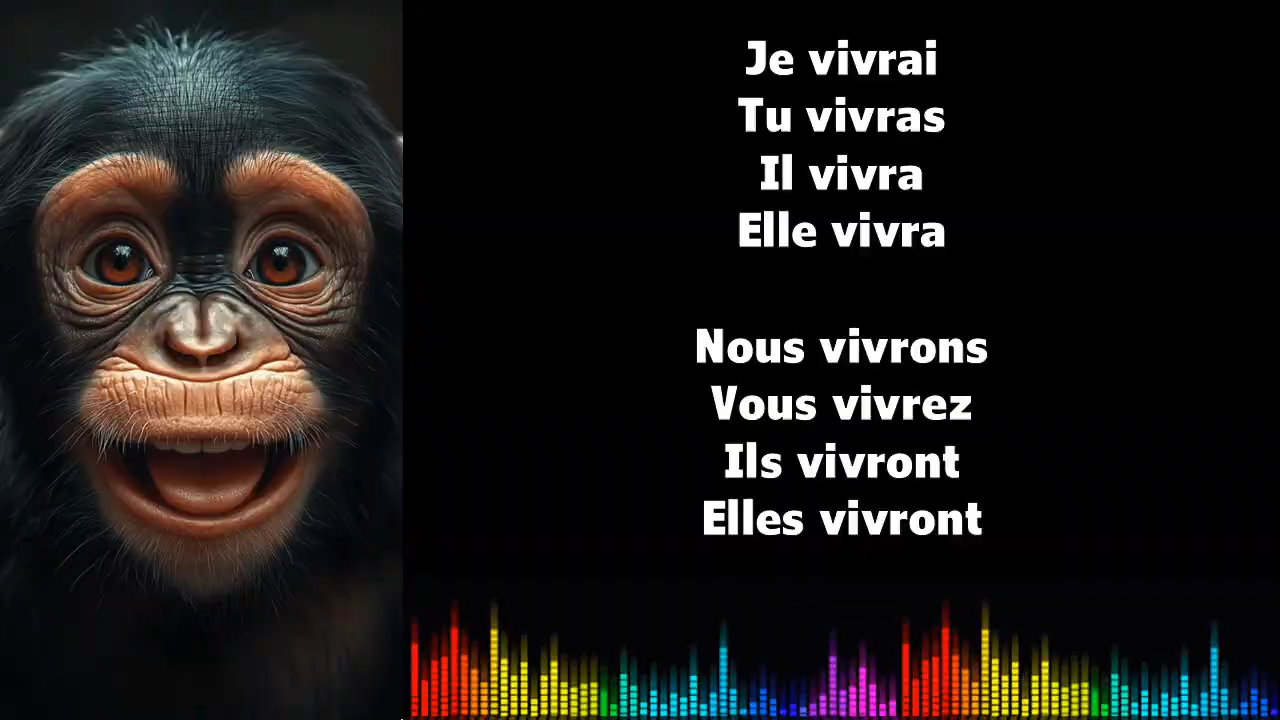 Je vivrai
Tu vivras
Il vivra
Elle vivra
Nous vivrons
Vous vivrez
Ils vivront
Elles vivront